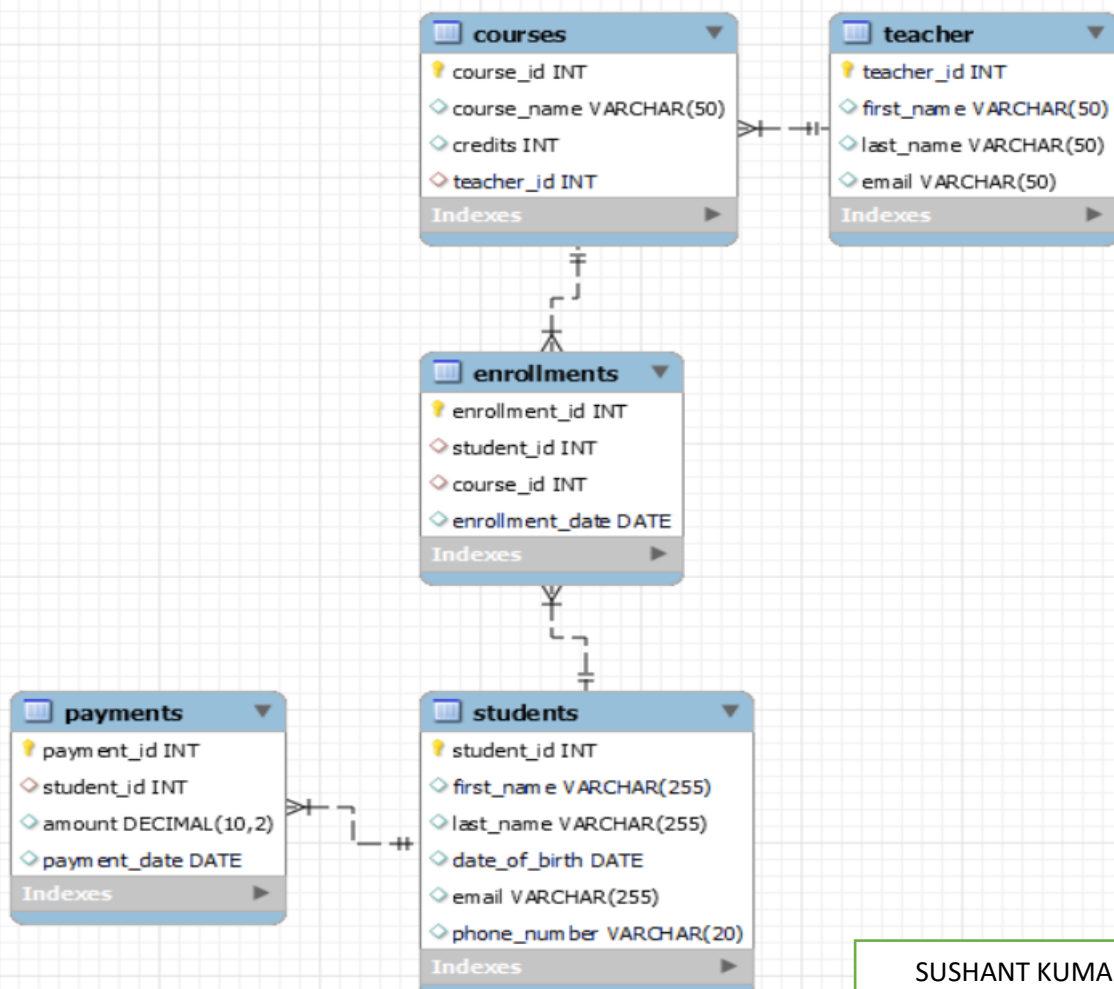 courses
course_id INT
course_name VARCHAR(50)
credits INT
teacher_id INT
Indexes
teacher
teacher_id INT
first_name VARCHAR(50)
last_name VARCHAR(50)
email VARCHAR(50)
Indexes
enrollments
enrollment_id INT
student_id INT
course_id INT
enrollment_date DATE
Indexes
payments
payment_id INT
student_id INT
amount DECIMAL(10,2)
payment_date DATE
Indexes
students
student_id INT
first_name VARCHAR(255)
last_name VARCHAR(255)
date_of_birth DATE
email VARCHAR(255)
phone_number VARCHAR(20)
Indexes
SUSHANT KUMA